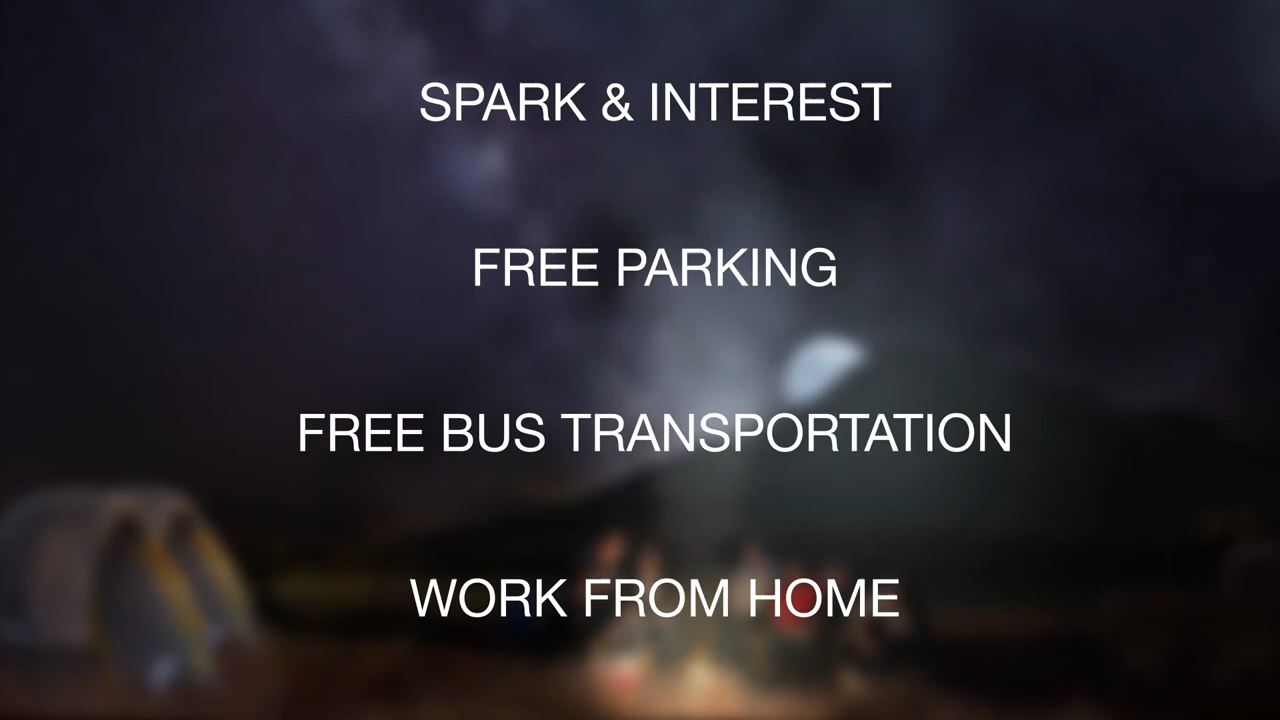 SPARK & INTEREST
FREE PARKING
FREE BUS TRANSPORTATION
WORK FROM HOME